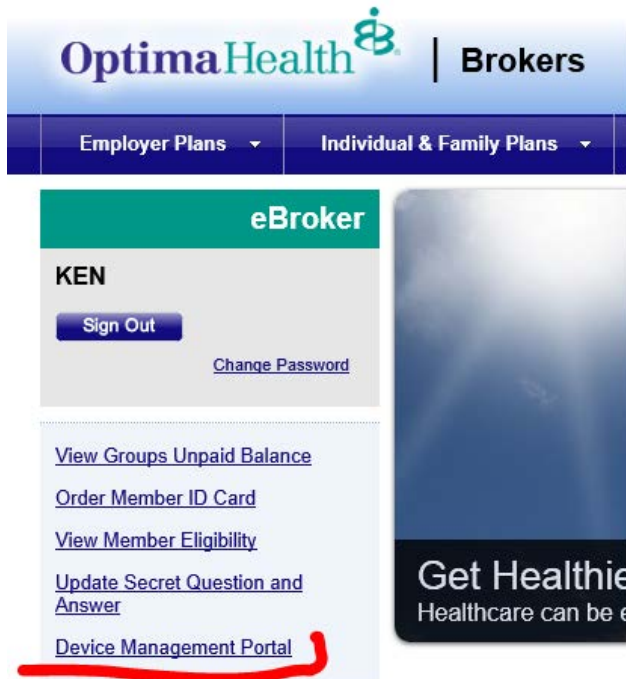 OptimaHealth | Brokers
Employer Plans Individual & Family Plans
eBroker
KEN
Sign Out
Change Password
View Groups Unpaid Balance
Order Member ID Card
View Member Eligibility
Update Secret Question and
Answer
Device Management Portal
Get Healthie
Healthcare can be e